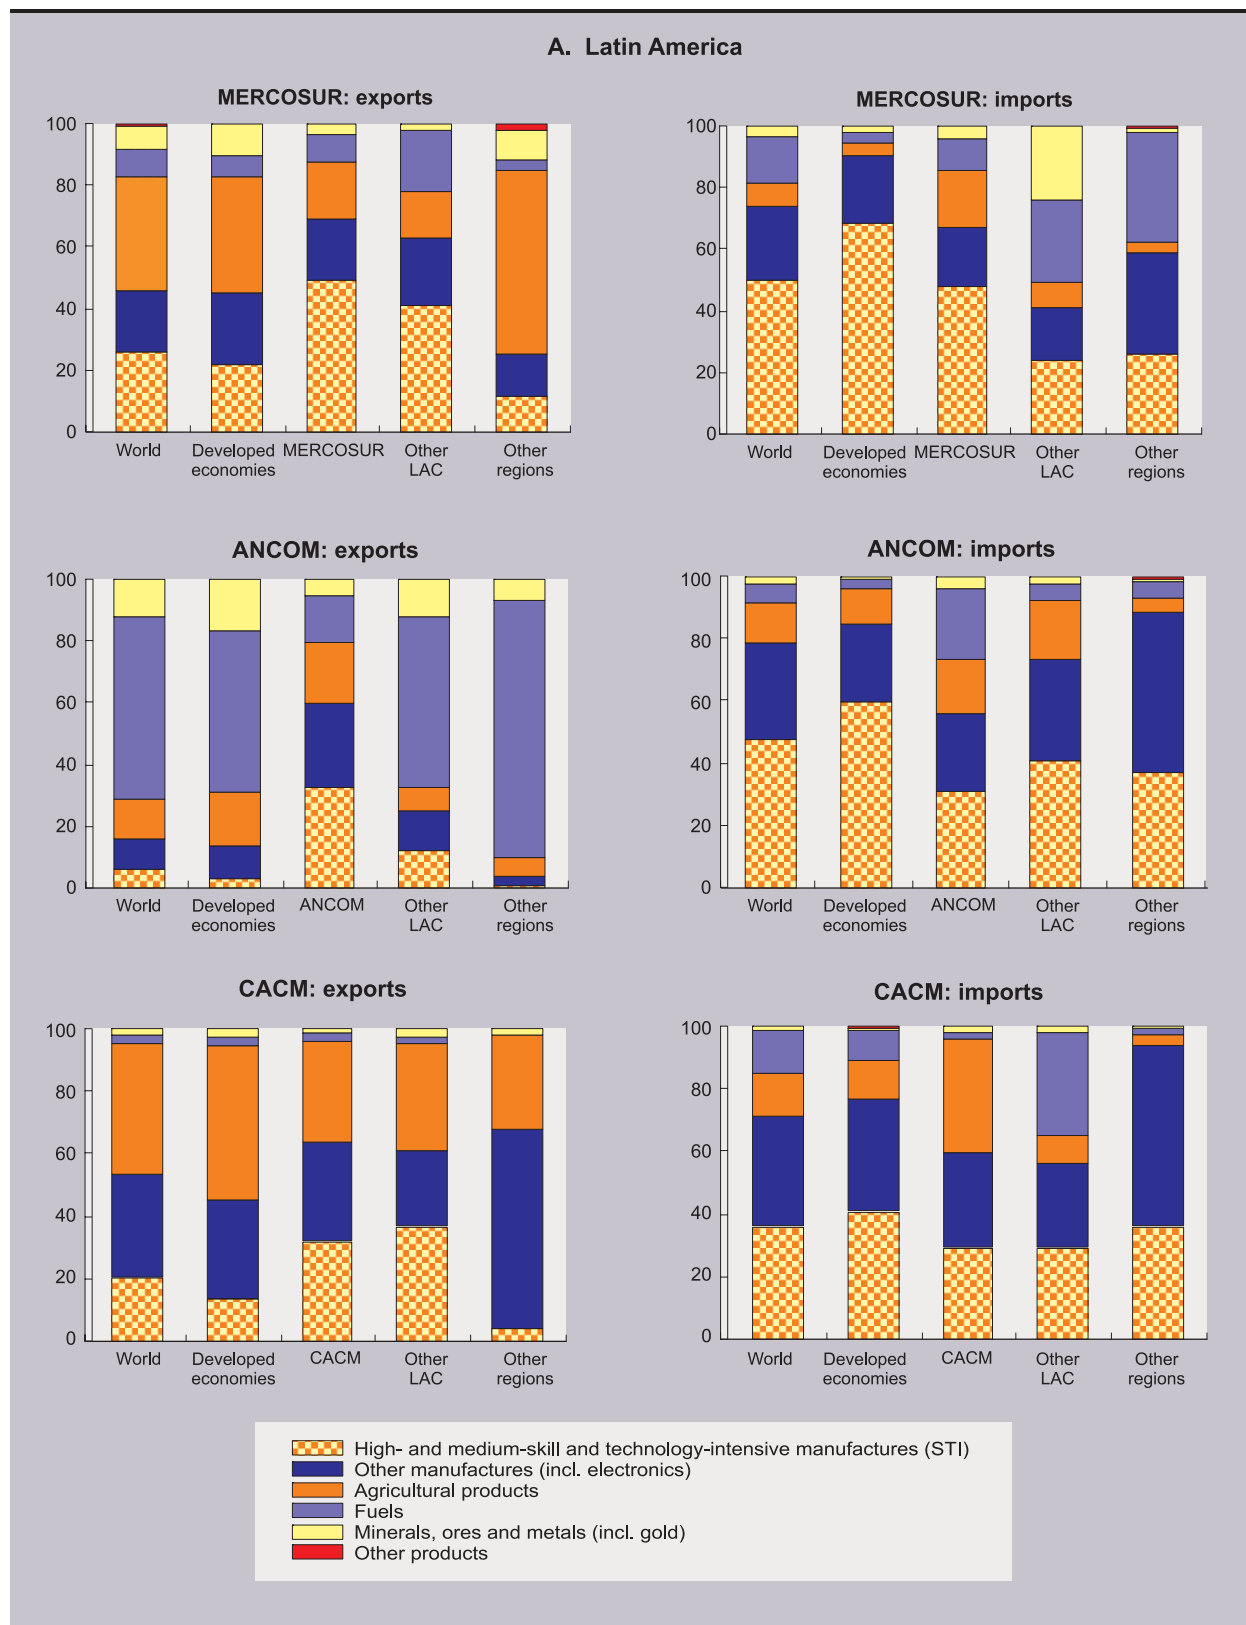 A. Latin America
MERCOSUR: exports
100
80
60
40
20
0
World
Developed
economies
MERCOSUR
Other
LAC
Other
regions
MERCOSUR: imports
100
80
60
40
20
0
World
Developed
economies
MERCOSUR
Other
LAC
Other
regions
ANCOM: exports
100
80
60
40
20
0
World
Developed
economies
ANCOM
Other
LAC
Other
regions
ANCOM: imports
100
80
60
40
20
0
World
Developed
economies
ANCOM
Other
LAC
Other
regions
CACM: exports
100
80
60
40
20
0
World
Developed
economies
CACM
Other
LAC
Other
regions
CACM: imports
100
80
60
40
20
0
World
Developed
economies
CACM
Other
LAC
Other
regions
High- and medium-skill and technology-intensive manufactures (STI)
Other manufactures (incl. electronics)
Agricultural products
Fuels
Minerals, ores and metals (incl. gold)
Other products